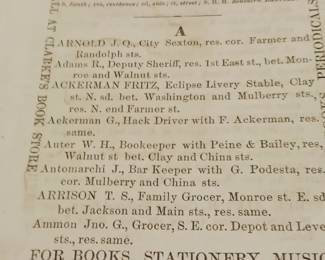 A
ARNOLD J. Q., City Sexton, res. cor. Farmer and
Randolph sts.
Adams R., Deputy Sheriff, res. 1st East st., bet. Mon-
roe and Walnut sts.
ACKERMAN FRITZ, Eclipse Livery Stable, Clay
st. N. sd. bet. Washington and Mulberry sts.,
res. N. end Farmer st.
Ackerman G., Hack Driver with F. Ackerman, res.
same.
Auter W. H., Bookeeper with Peine & Bailey, res,
Walnut st bet. Clay and China sts.
Antomarchi J., Bar Keeper with G. Podesta, res.
cor. Mulberry and China sts.
ARRISON T. S., Family Grocer, Monroe st. E. sd
bet. Jackson and Main sts., res. same.
Ammon Jno. G., Grocer, S. E. cor. Depot and Leve
sts., res. same.
FOR BOOKS, STATIONERY, MUSIC
ALL AT CLARKE'S BOOK STORE
PERIODICALS